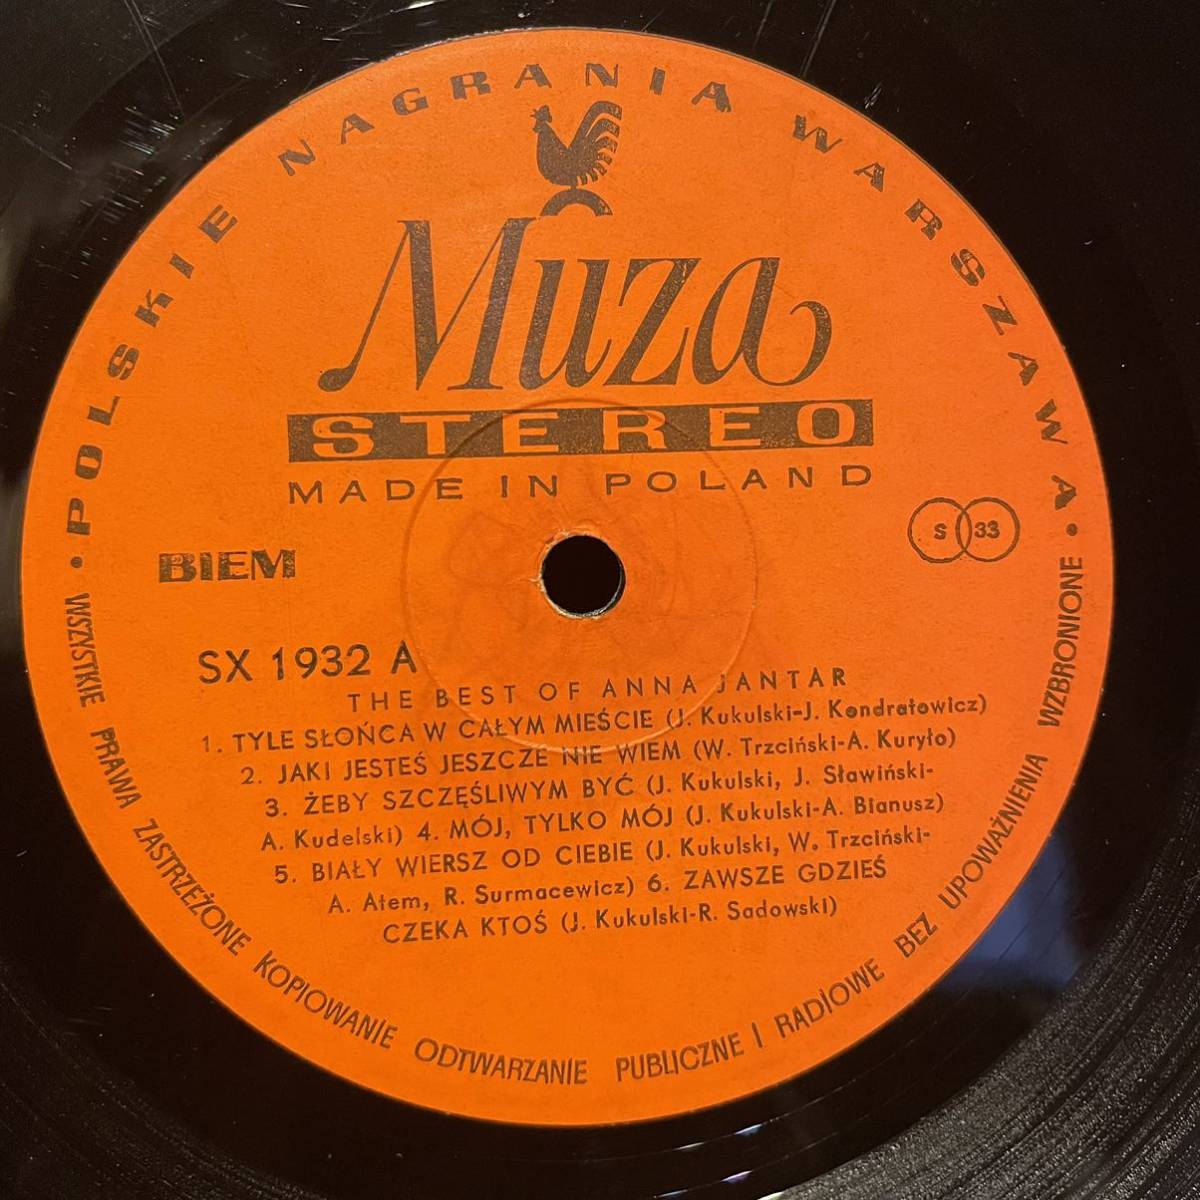 • POLSKIE NAGRANIA WARSZAWA •
Muza
STEREO
MADE IN POLAND
BIEM
S 33
SX 1932 A
THE BEST OF ANNA JANTAR
1. TYLE SŁOŃCA W CAŁYM MIEŚCIE (J. Kukulski-J. Kondratowicz)
2. JAKI JESTEŚ JESZCZE NIE WIEM (W. Trzciński-A. Kuryło)
3. ŻEBY SZCZĘŚLIWYM BYĆ (J. Kukulski, J. Sławiński-
A. Kudelski) 4. MÓJ, TYLKO MÓJ (J. Kukulski-A. Bianusz)
5. BIAŁY WIERSZ OD CIEBIE (J. Kukulski, W. Trzciński-
A. Atem, R. Surmacewicz) 6. ZAWSZE GDZIEŚ
CZEKA KTOŚ (J. Kukulski-R. Sadowski)
WSZYSTKIE PRAWA ZASTRZEŻONE KOPIOWANIE ODTWARZANIE PUBLICZNE I RADIOWE BEZ UPOWAŻNIENIA WZBRONIONE